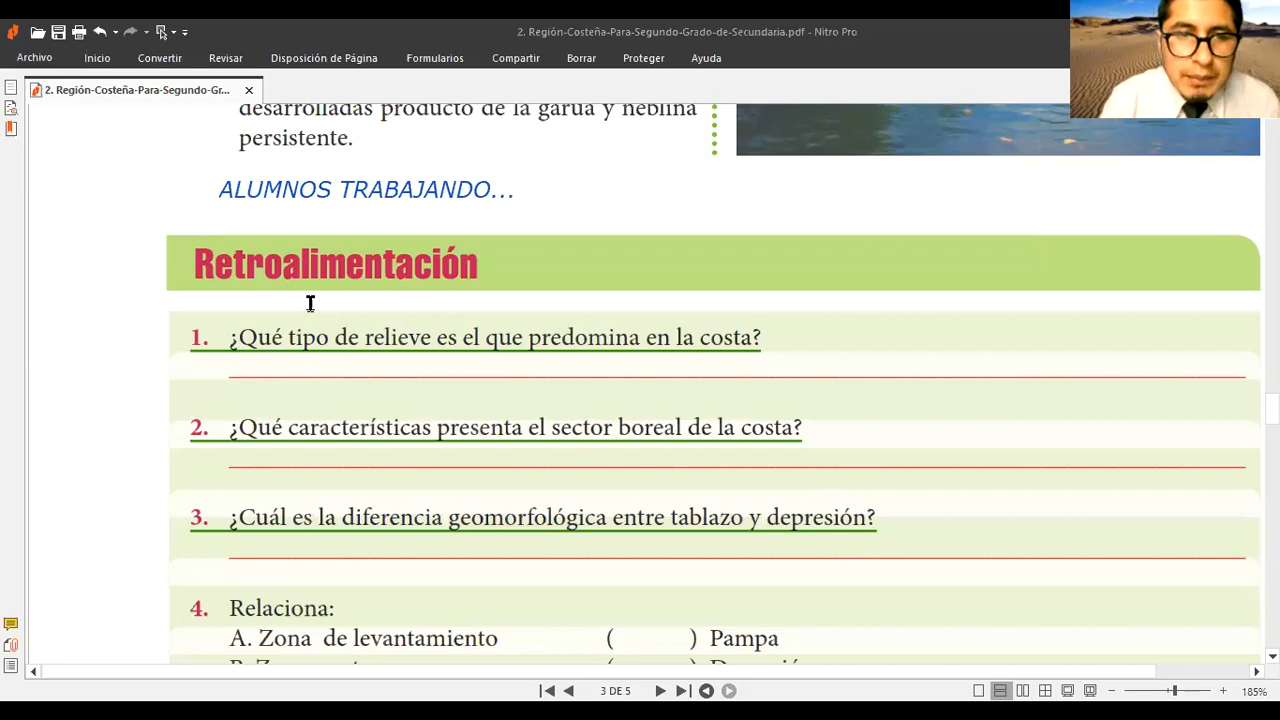 2. Región-Costeña-Para-Segundo-Grado-de-Secundaria.pdf - Nitro Pro
Archivo Inicio Convertir Revisar Disposición de Página Formularios Compartir Borrar Proteger Ayuda
2. Región-Costeña-Para-Segundo-Gr...
desarrolladas producto de la garúa y neblina
persistente.
ALUMNOS TRABAJANDO...
Retroalimentación
1. ¿Qué tipo de relieve es el que predomina en la costa?
2. ¿Qué características presenta el sector boreal de la costa?
3. ¿Cuál es la diferencia geomorfológica entre tablazo y depresión?
4. Relaciona:
A. Zona de levantamiento ( ) Pampa
3 DE 5
185%